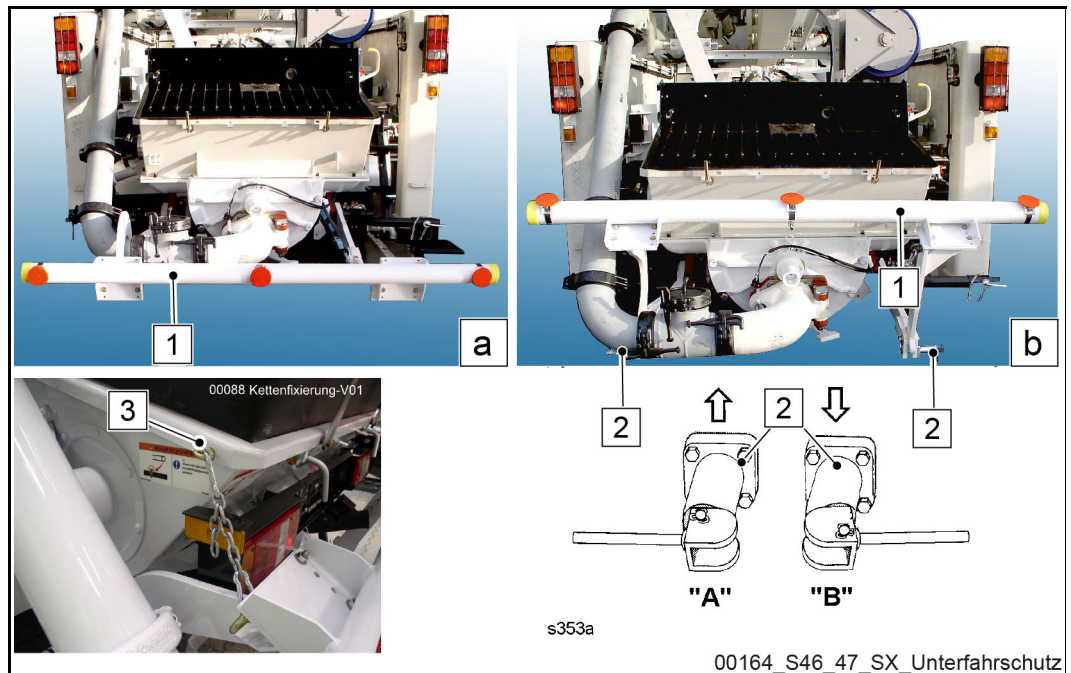 1
a
1
b
2
2
00088 Kettenfixierung-V01
3
2
"A"
"B"
s353a
00164_S46_47_SX_Unterfahrschutz